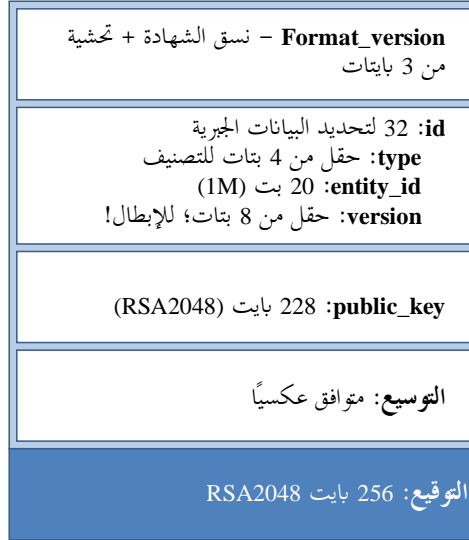 Format_version – نسق الشهادة + تحشية
من 3 بايتات
id: 32 لتحديد البيانات الجبرية
type: حقل من 4 بتات للتصنيف
entity_id: 20 بت (1M)
version: حقل من 8 بتات؛ للإبطال!
public_key: 228 بايت (RSA2048)
التوسيع: متوافق عكسيًا
التوقيع: 256 بايت RSA2048